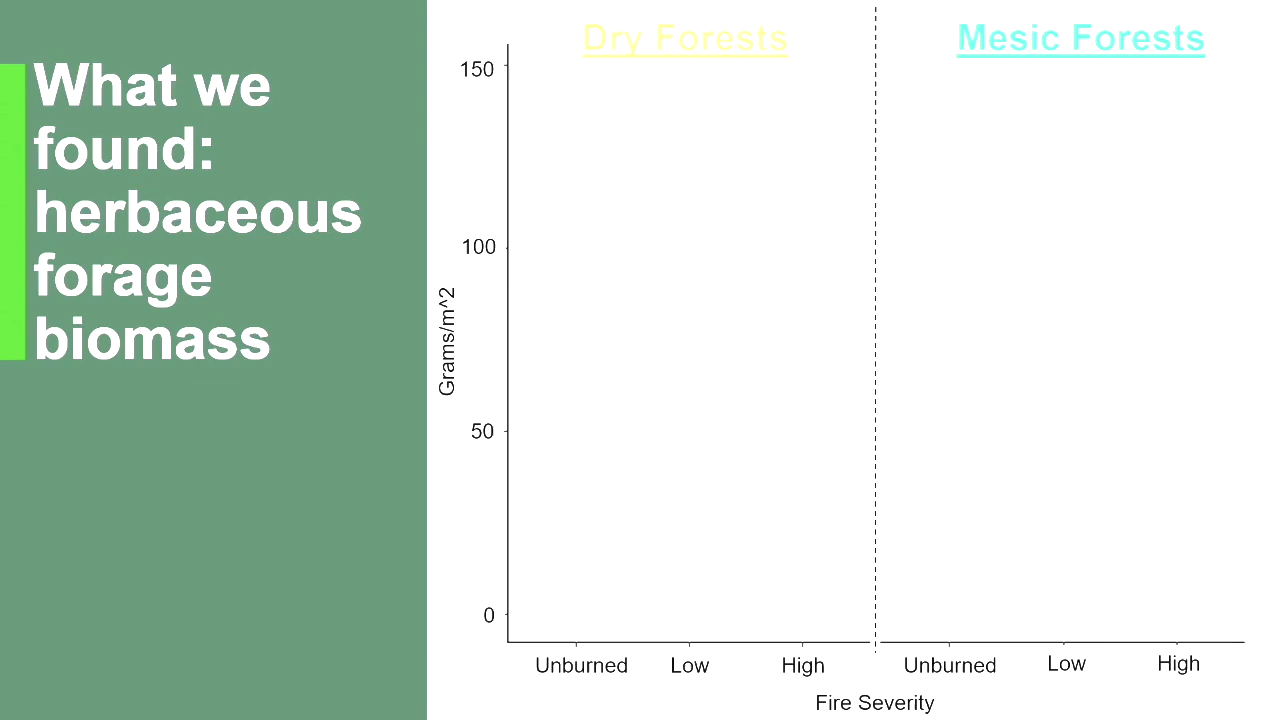 What we
found:
herbaceous
forage
biomass
Dry Forests
Mesic Forests
150
100
50
0
Grams/m^2
Unburned
Low
High
Unburned
Low
High
Fire Severity